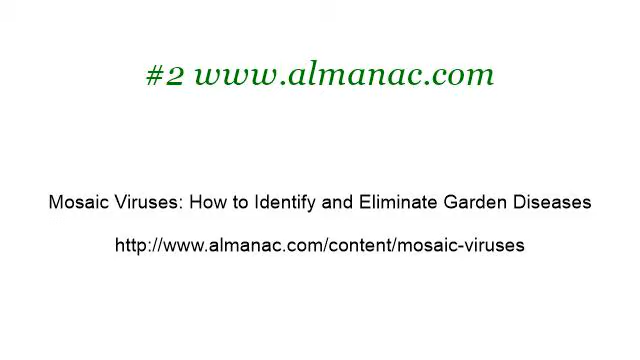 #2 www.almanac.com
Mosaic Viruses: How to Identify and Eliminate Garden Diseases
http://www.almanac.com/content/mosaic-viruses